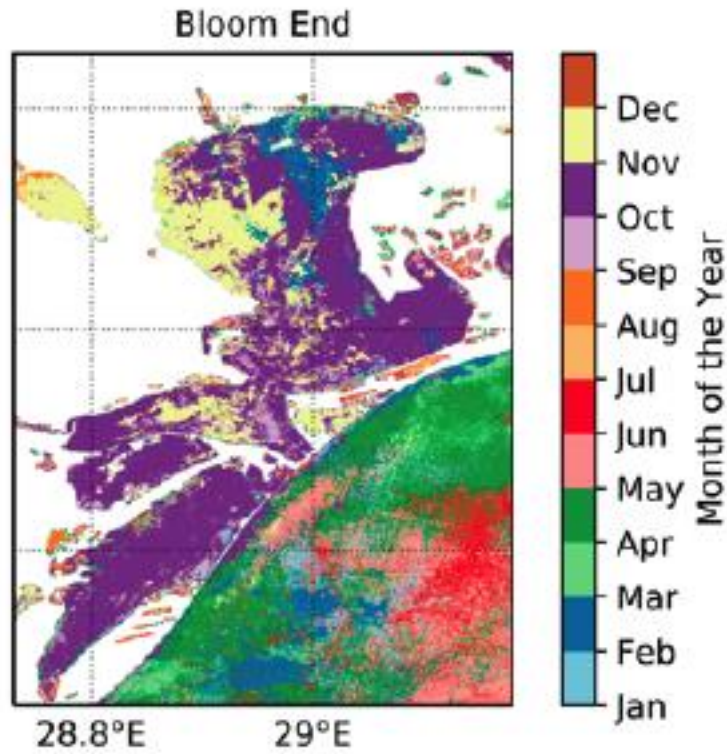 Bloom End
Dec
Nov
Oct
Sep
Aug
Jul
Jun
May
Apr
Mar
Feb
Jan
Month of the Year
28.8°E
29°E